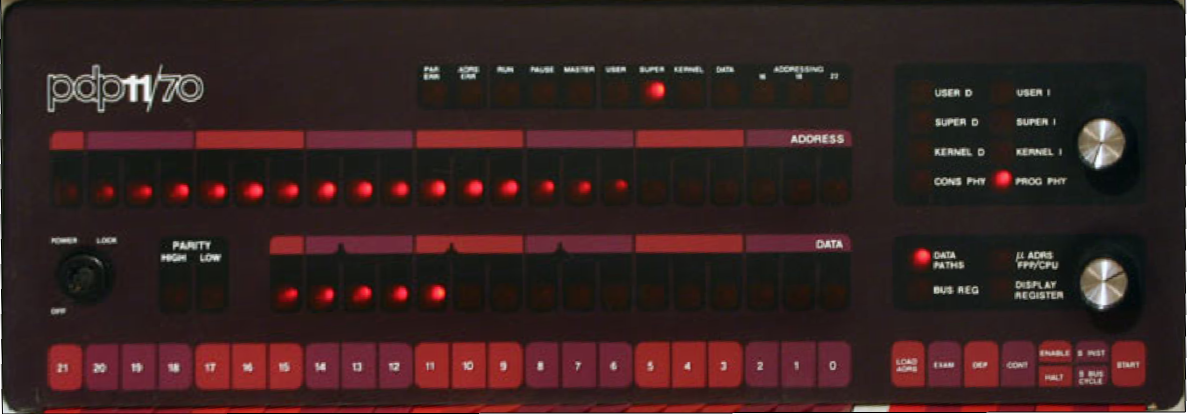 pdp11/70
PAR ERR ADRS ERR RUN PAUSE MASTER USER SUPER KERNEL DATA ADDRESSING 16 18 22
ADDRESS
USER D USER I
SUPER D SUPER I
KERNEL D KERNEL I
CONS PHY PROG PHY
POWER LOCK
OFF
PARITY
HIGH LOW
DATA
DATA PATHS
µ ADRS FPP/CPU
BUS REG
DISPLAY REGISTER
21 20 19 18 17 16 15 14 13 12 11 10 9 8 7 6 5 4 3 2 1 0
LOAD ADRS EXAM DEP CONT ENABLE HALT S INST S BUS CYCLE START